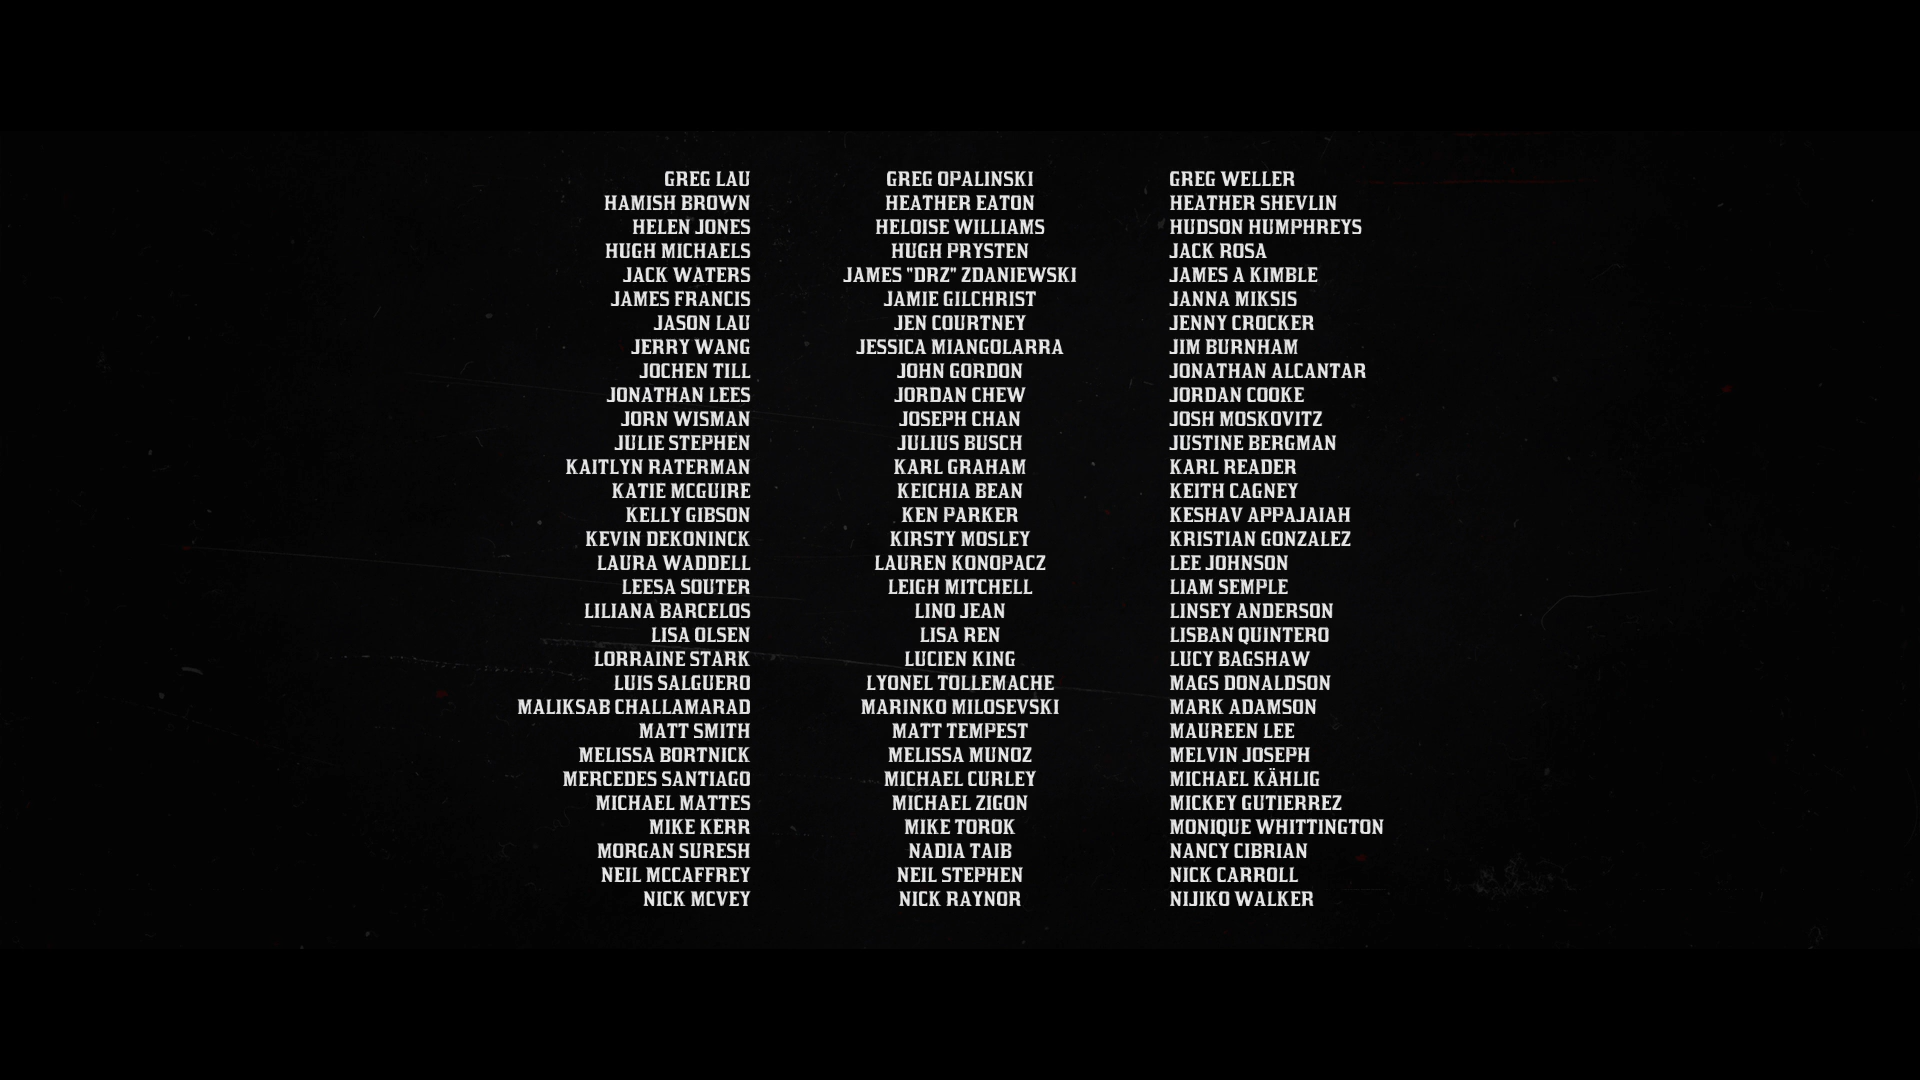 GREG LAU GREG OPALINSKI GREG WELLER
HAMISH BROWN HEATHER EATON HEATHER SHEVLIN
HELEN JONES HELOISE WILLIAMS HUDSON HUMPHREYS
HUGH MICHAELS HUGH PRYSTEN JACK ROSA
JACK WATERS JAMES "DRZ" ZDANIEWSKI JAMES A KIMBLE
JAMES FRANCIS JAMIE GILCHRIST JANNA MIKSIS
JASON LAU JEN COURTNEY JENNY CROCKER
JERRY WANG JESSICA MIANGOLARRA JIM BURNHAM
JOCHEN TILL JOHN GORDON JONATHAN ALCANTAR
JONATHAN LEES JORDAN CHEW JORDAN COOKE
JORN WISMAN JOSEPH CHAN JOSH MOSKOVITZ
JULIE STEPHEN JULIUS BUSCH JUSTINE BERGMAN
KAITLYN RATERMAN KARL GRAHAM KARL READER
KATIE MCGUIRE KEICHIA BEAN KEITH CAGNEY
KELLY GIBSON KEN PARKER KESHAV APPAJAIAH
KEVIN DEKONINCK KIRSTY MOSLEY KRISTIAN GONZALEZ
LAURA WADDELL LAUREN KONOPACZ LEE JOHNSON
LEESA SOUTER LEIGH MITCHELL LIAM SEMPLE
LILIANA BARCELOS LINO JEAN LINSEY ANDERSON
LISA OLSEN LISA REN LISBAN QUINTERO
LORRAINE STARK LUCIEN KING LUCY BAGSHAW
LUIS SALGUERO LYONEL TOLLEMACHE MAGS DONALDSON
MALIKSAB CHALLAMARAD MARINKO MILOSEVSKI MARK ADAMSON
MATT SMITH MATT TEMPEST MAUREEN LEE
MELISSA BORTNICK MELISSA MUNOZ MELVIN JOSEPH
MERCEDES SANTIAGO MICHAEL CURLEY MICHAEL KÄHLIG
MICHAEL MATTES MICHAEL ZIGON MICKEY GUTIERREZ
MIKE KERR MIKE TOROK MONIQUE WHITTINGTON
MORGAN SURESH NADIA TAIB NANCY CIBRIAN
NEIL MCCAFFREY NEIL STEPHEN NICK CARROLL
NICK MCVEY NICK RAYNOR NIJIKO WALKER